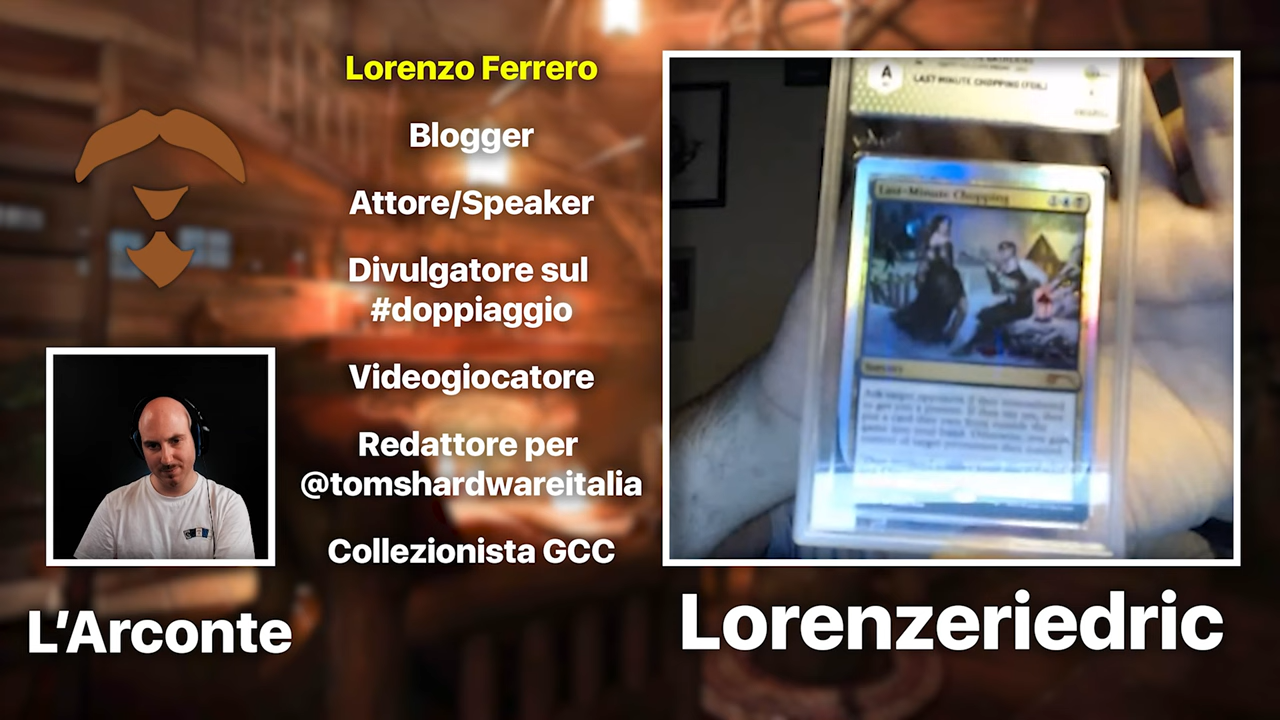 Lorenzo Ferrero
Blogger
Attore/Speaker
Divulgatore sul
#doppiaggio
Videogiocatore
Redattore per
@tomshardwareitalia
Collezionista GCC
L'Arconte
Lorenzeriedric
A
LAST MINUTE CHOPPING (FOIL)
Last-Minute Chopping